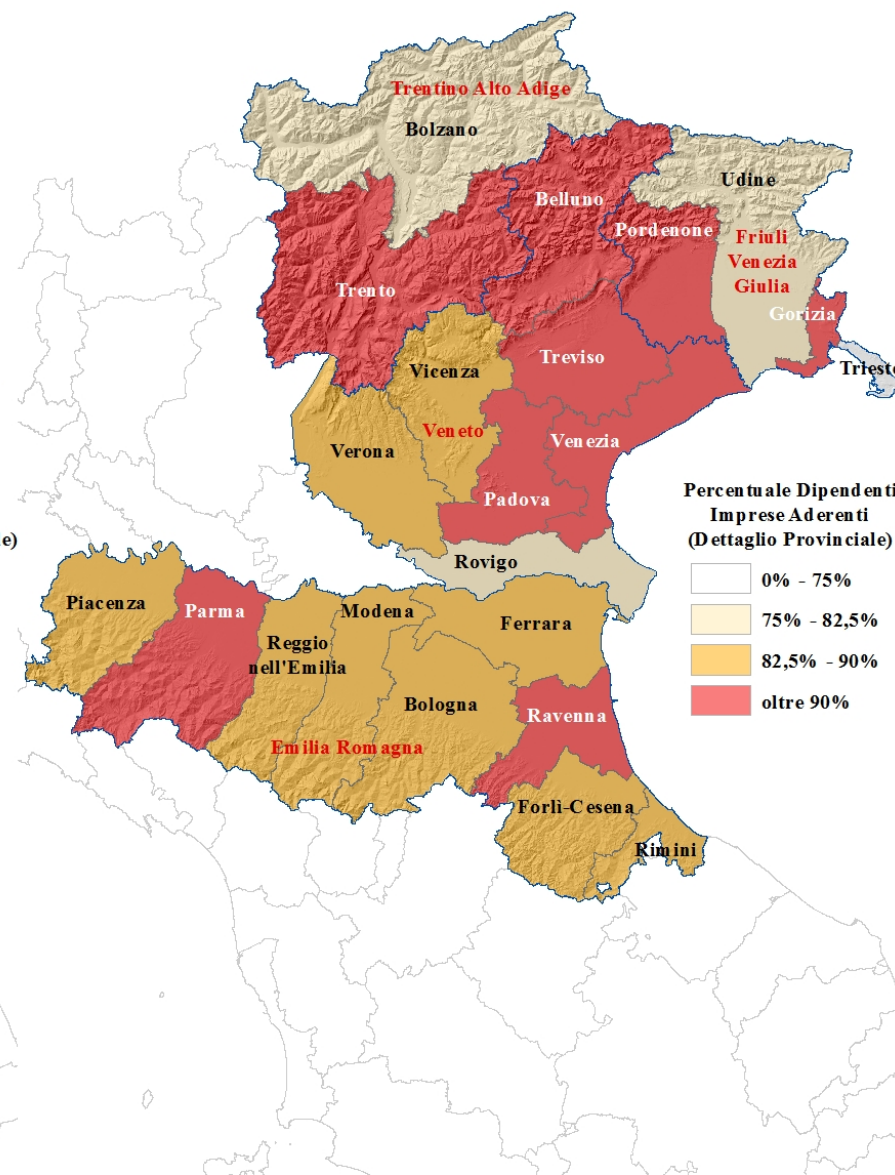 Trentino Alto Adige
Bolzano
Udine
Belluno
Pordenone
Friuli
Venezia
Giulia
Trento
Gorizia
Treviso
Trieste
Vicenza
Veneto
Venezia
Verona
Padova
Percentuale Dipendenti
Imprese Aderenti
(Dettaglio Provinciale)
e)
Rovigo
0% - 75%
75% - 82,5%
82,5% - 90%
oltre 90%
Piacenza
Parma
Modena
Ferrara
Reggio
nell'Emilia
Bologna
Ravenna
Emilia Romagna
Forlì-Cesena
Rimini